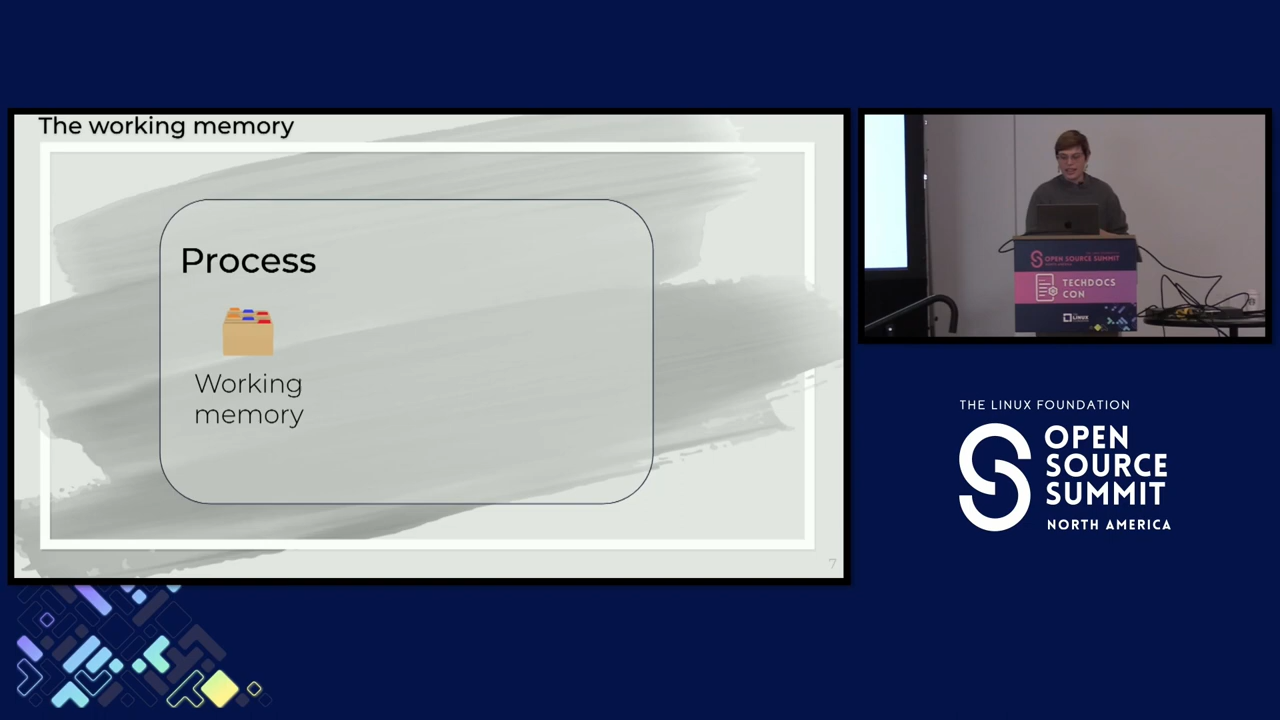 The working memory
Process
Working
memory
7
OPEN SOURCE SUMMIT
TECHDOCS
CON
LINUX
THE LINUX FOUNDATION
OPEN
SOURCE
SUMMIT
NORTH AMERICA